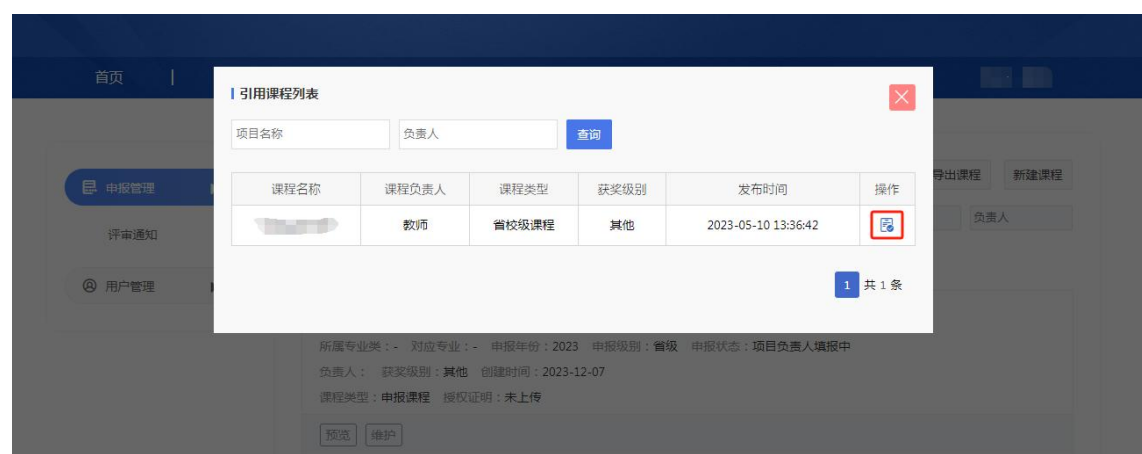 首页 |
引用课程列表
项目名称 负责人 查询
导出课程 新建课程
申报管理
课程名称 课程负责人 课程类型 获奖级别 发布时间 操作
教师 省校级课程 其他 2023-05-10 13:36:42
负责人
评审通知
用户管理
1 共 1 条
所属专业类：- 对应专业：- 申报年份：2023 申报级别：省级 申报状态：项目负责人填报中
负责人： 获奖级别：其他 创建时间：2023-12-07
课程类型：申报课程 授权证明：未上传
预览 维护